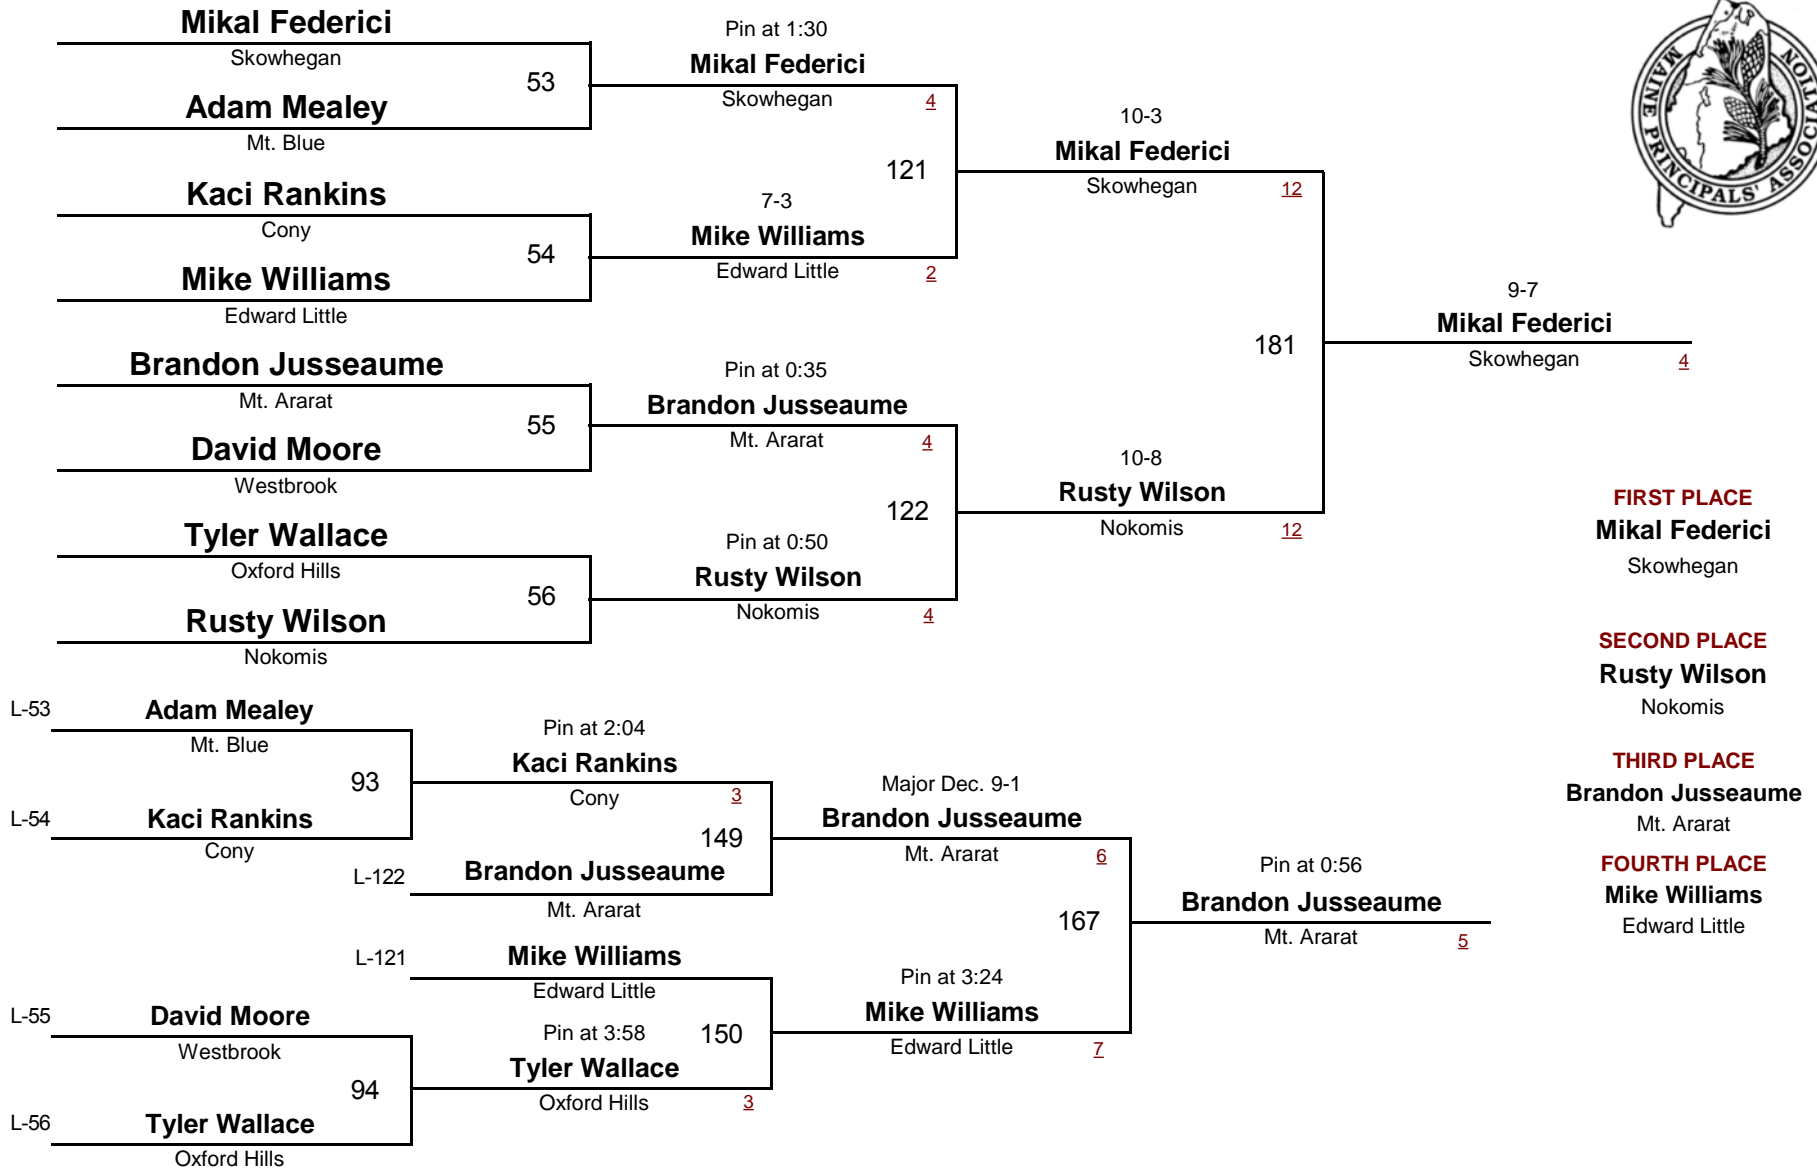 Mikal Federici
Skowhegan
53
Adam Mealey
Mt. Blue
Kaci Rankins
Cony
54
Mike Williams
Edward Little
Brandon Jusseaume
Mt. Ararat
55
David Moore
Westbrook
Tyler Wallace
Oxford Hills
56
Rusty Wilson
Nokomis
Pin at 1:30
Mikal Federici
Skowhegan 4
121
7-3
Mike Williams
Edward Little 2
Pin at 0:35
Brandon Jusseaume
Mt. Ararat 4
122
Pin at 0:50
Rusty Wilson
Nokomis 4
10-3
Mikal Federici
Skowhegan 12
181
10-8
Rusty Wilson
Nokomis 12
9-7
Mikal Federici
Skowhegan 4
MAINE PRINCIPALS' ASSOCIATION
FIRST PLACE
Mikal Federici
Skowhegan
SECOND PLACE
Rusty Wilson
Nokomis
THIRD PLACE
Brandon Jusseaume
Mt. Ararat
FOURTH PLACE
Mike Williams
Edward Little
L-53 Adam Mealey
Mt. Blue
93
L-54 Kaci Rankins
Cony
Pin at 2:04
Kaci Rankins
Cony 3
149
L-122 Brandon Jusseaume
Mt. Ararat
L-121 Mike Williams
Edward Little
150
L-55 David Moore
Westbrook
94
L-56 Tyler Wallace
Oxford Hills
Pin at 3:58
Tyler Wallace
Oxford Hills 3
Major Dec. 9-1
Brandon Jusseaume
Mt. Ararat 6
167
Pin at 3:24
Mike Williams
Edward Little 7
Pin at 0:56
Brandon Jusseaume
Mt. Ararat 5